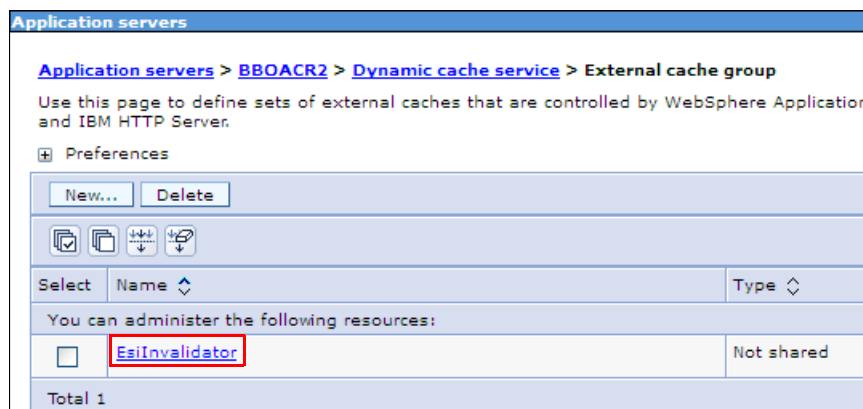 Application servers
Application servers > BBOACR2 > Dynamic cache service > External cache group
Use this page to define sets of external caches that are controlled by WebSphere Application
and IBM HTTP Server.
Preferences
New... Delete
Select Name Type
You can administer the following resources:
EsiInvalidator Not shared
Total 1